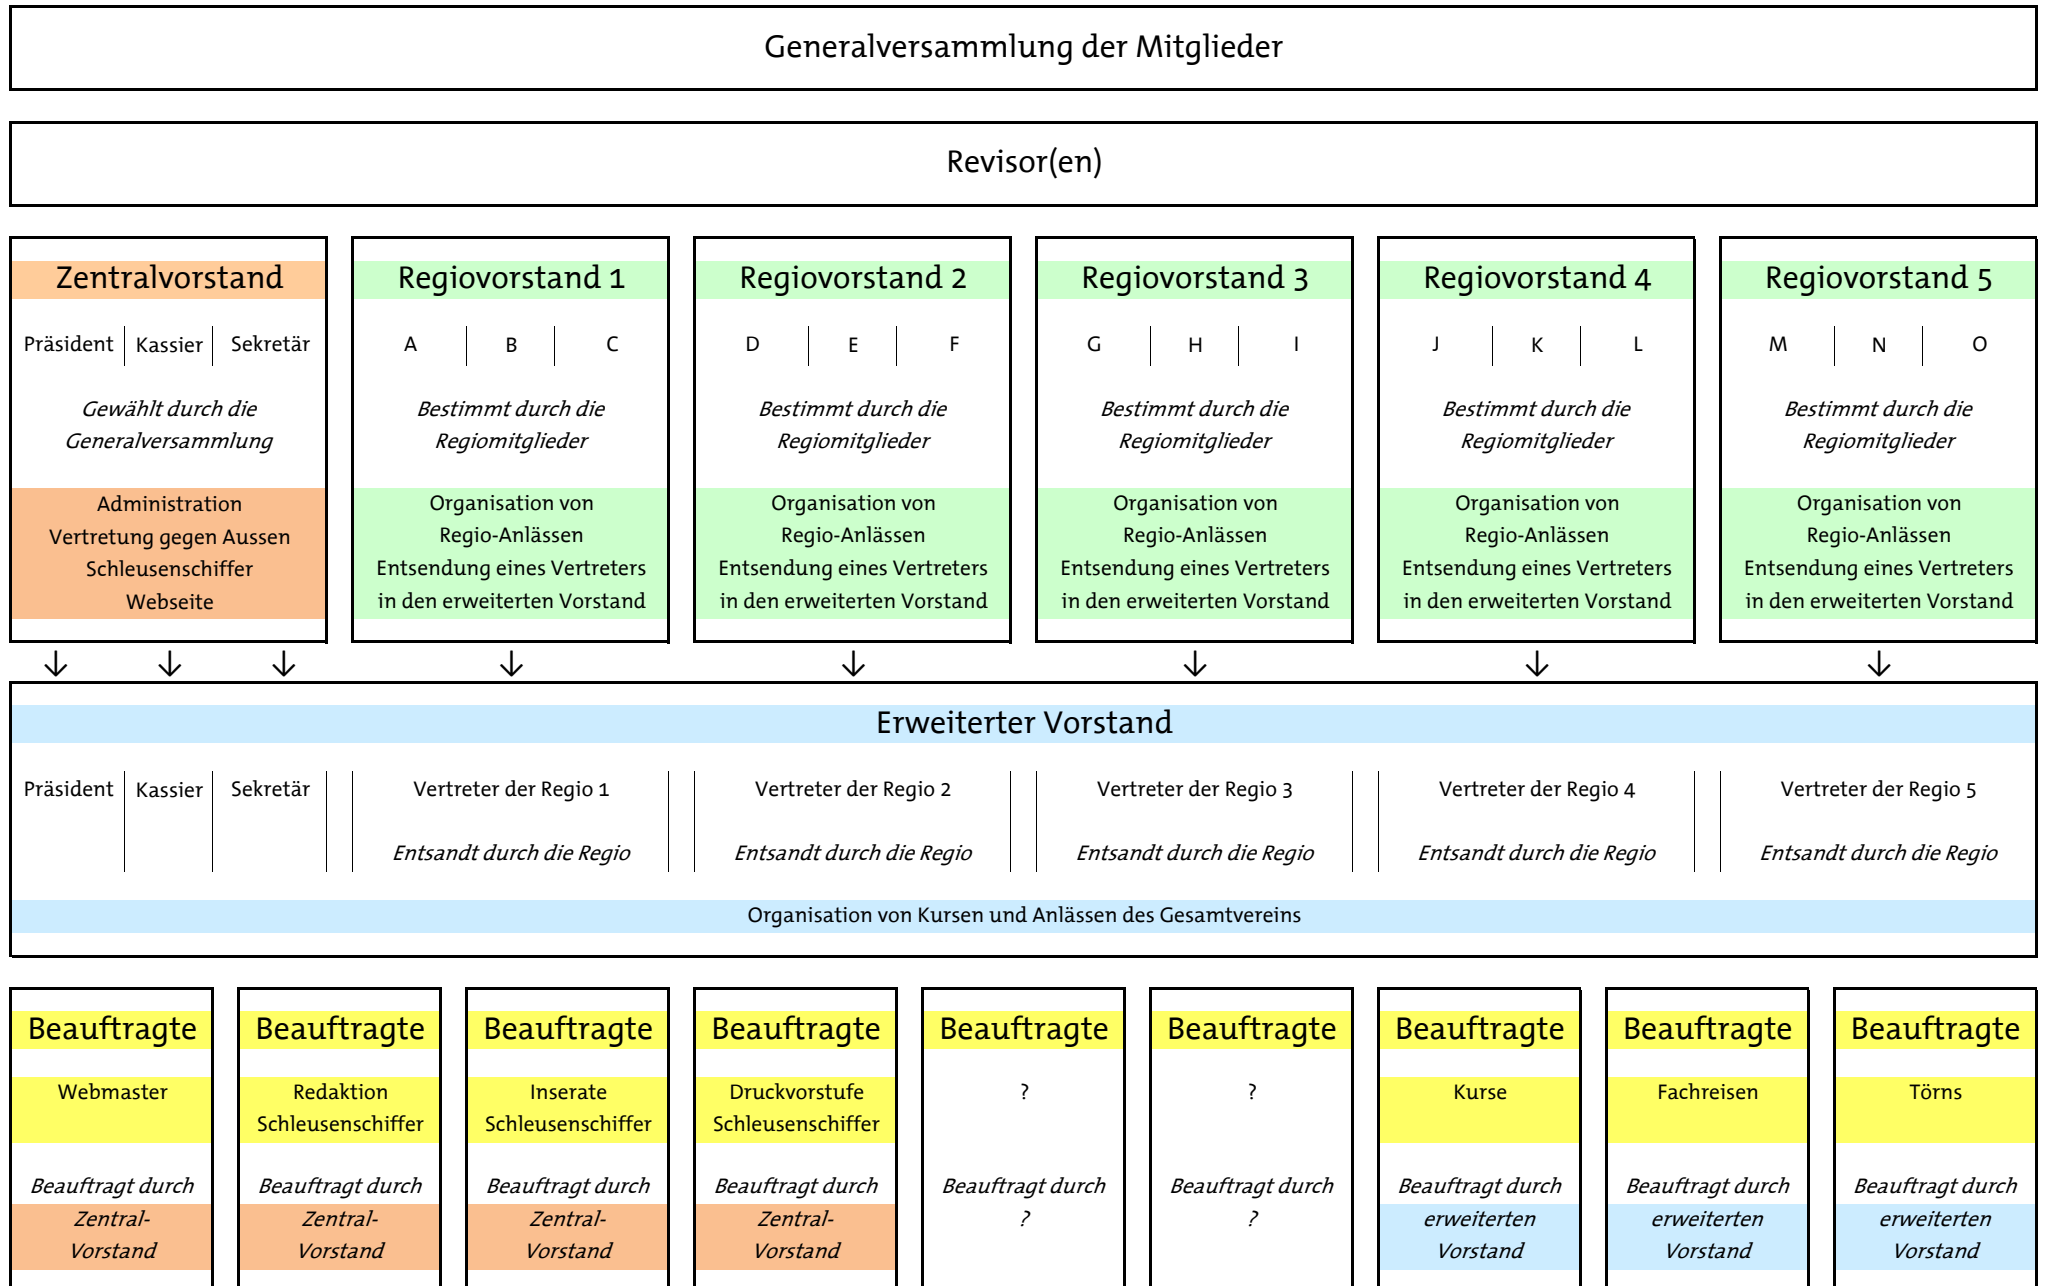 Generalversammlung der Mitglieder
Revisor(en)
Zentralvorstand
Präsident
Kassier
Sekretär
Gewählt durch die
Generalversammlung
Administration
Vertretung gegen Aussen
Schleusenschiffer
Webseite
Regiovorstand 1
A
B
C
Bestimmt durch die
Regiomitglieder
Organisation von
Regio-Anlässen
Entsendung eines Vertreters
in den erweiterten Vorstand
Regiovorstand 2
D
E
F
Bestimmt durch die
Regiomitglieder
Organisation von
Regio-Anlässen
Entsendung eines Vertreters
in den erweiterten Vorstand
Regiovorstand 3
G
H
I
Bestimmt durch die
Regiomitglieder
Organisation von
Regio-Anlässen
Entsendung eines Vertreters
in den erweiterten Vorstand
Regiovorstand 4
J
K
L
Bestimmt durch die
Regiomitglieder
Organisation von
Regio-Anlässen
Entsendung eines Vertreters
in den erweiterten Vorstand
Regiovorstand 5
M
N
O
Bestimmt durch die
Regiomitglieder
Organisation von
Regio-Anlässen
Entsendung eines Vertreters
in den erweiterten Vorstand
Erweiterter Vorstand
Präsident
Kassier
Sekretär
Vertreter der Regio 1
Entsandt durch die Regio
Vertreter der Regio 2
Entsandt durch die Regio
Vertreter der Regio 3
Entsandt durch die Regio
Vertreter der Regio 4
Entsandt durch die Regio
Vertreter der Regio 5
Entsandt durch die Regio
Organisation von Kursen und Anlässen des Gesamtvereins
Beauftragte
Webmaster
Beauftragt durch
Zentral-
Vorstand
Beauftragte
Redaktion
Schleusenschiffer
Beauftragt durch
Zentral-
Vorstand
Beauftragte
Inserate
Schleusenschiffer
Beauftragt durch
Zentral-
Vorstand
Beauftragte
Druckvorstufe
Schleusenschiffer
Beauftragt durch
Zentral-
Vorstand
Beauftragte
?
Beauftragt durch
?
Beauftragte
?
Beauftragt durch
?
Beauftragte
Kurse
Beauftragt durch
erweiterten
Vorstand
Beauftragte
Fachreisen
Beauftragt durch
erweiterten
Vorstand
Beauftragte
Törns
Beauftragt durch
erweiterten
Vorstand